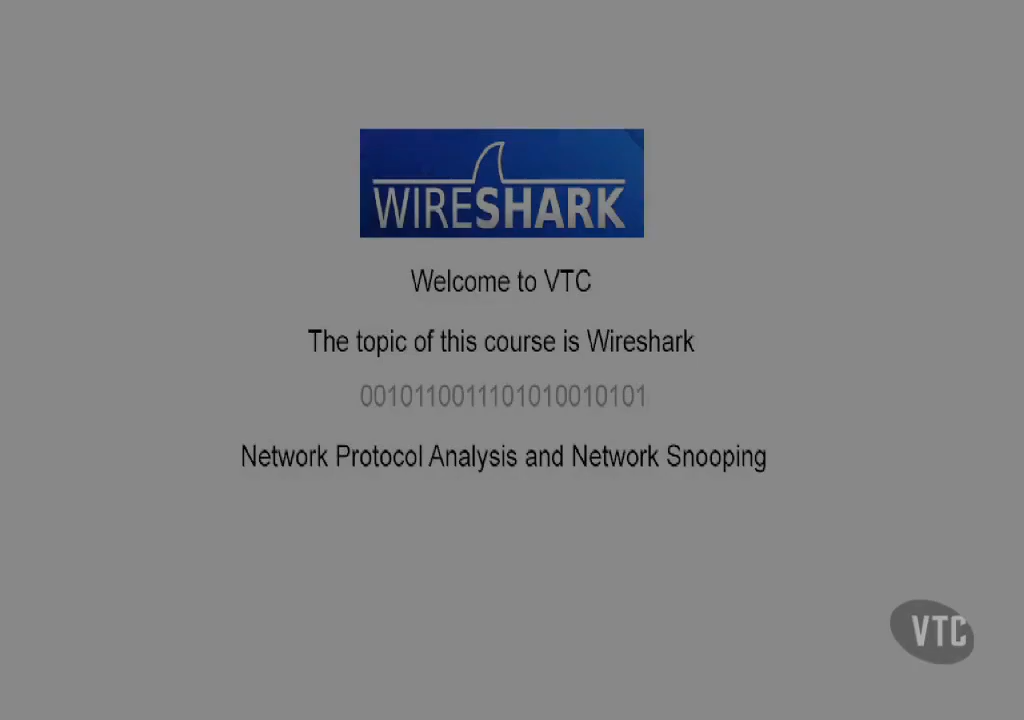 WIRESHARK
Welcome to VTC
The topic of this course is Wireshark
0010110011101010010101
Network Protocol Analysis and Network Snooping
VTC